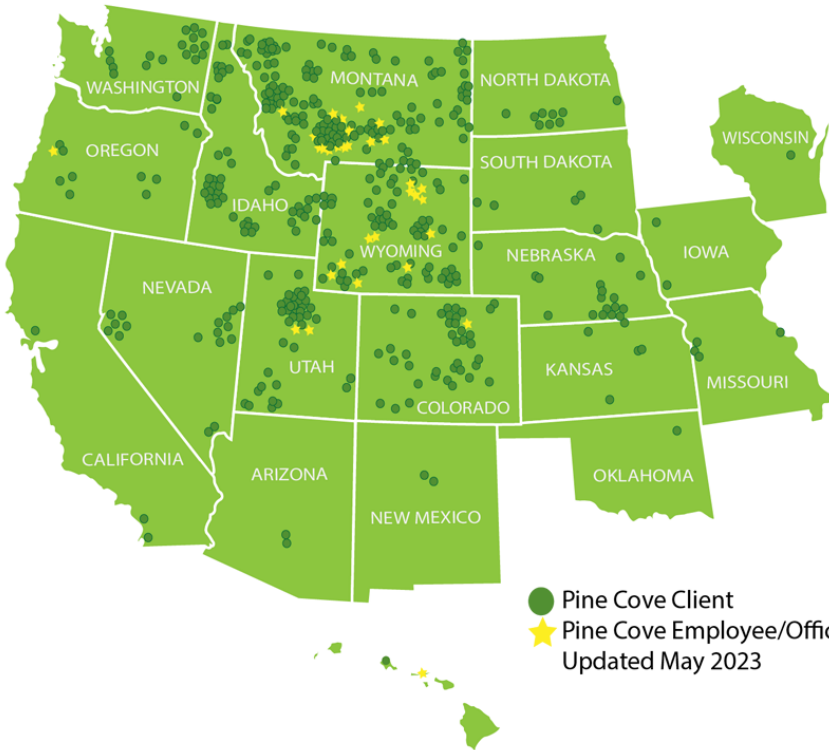 WASHINGTON
MONTANA
NORTH DAKOTA
OREGON
IDAHO
WYOMING
SOUTH DAKOTA
WISCONSIN
NEVADA
UTAH
COLORADO
NEBRASKA
IOWA
KANSAS
MISSOURI
CALIFORNIA
ARIZONA
NEW MEXICO
OKLAHOMA
Pine Cove Client
Pine Cove Employee/Offic
Updated May 2023